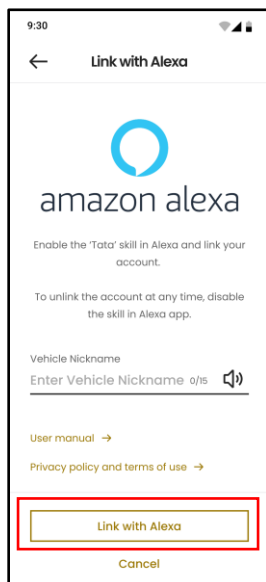 9:30
Link with Alexa
amazon alexa
Enable the ‘Tata’ skill in Alexa and link your
account.
To unlink the account at any time, disable
the skill in Alexa app.
Vehicle Nickname
Enter Vehicle Nickname 0/15
User manual →
Privacy policy and terms of use →
Link with Alexa
Cancel